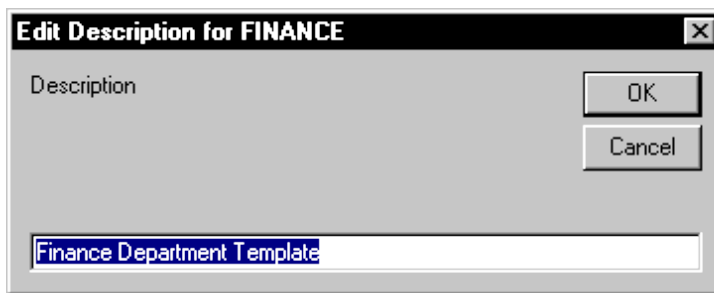 Edit Description for FINANCE
Description
OK
Cancel
Finance Department Template